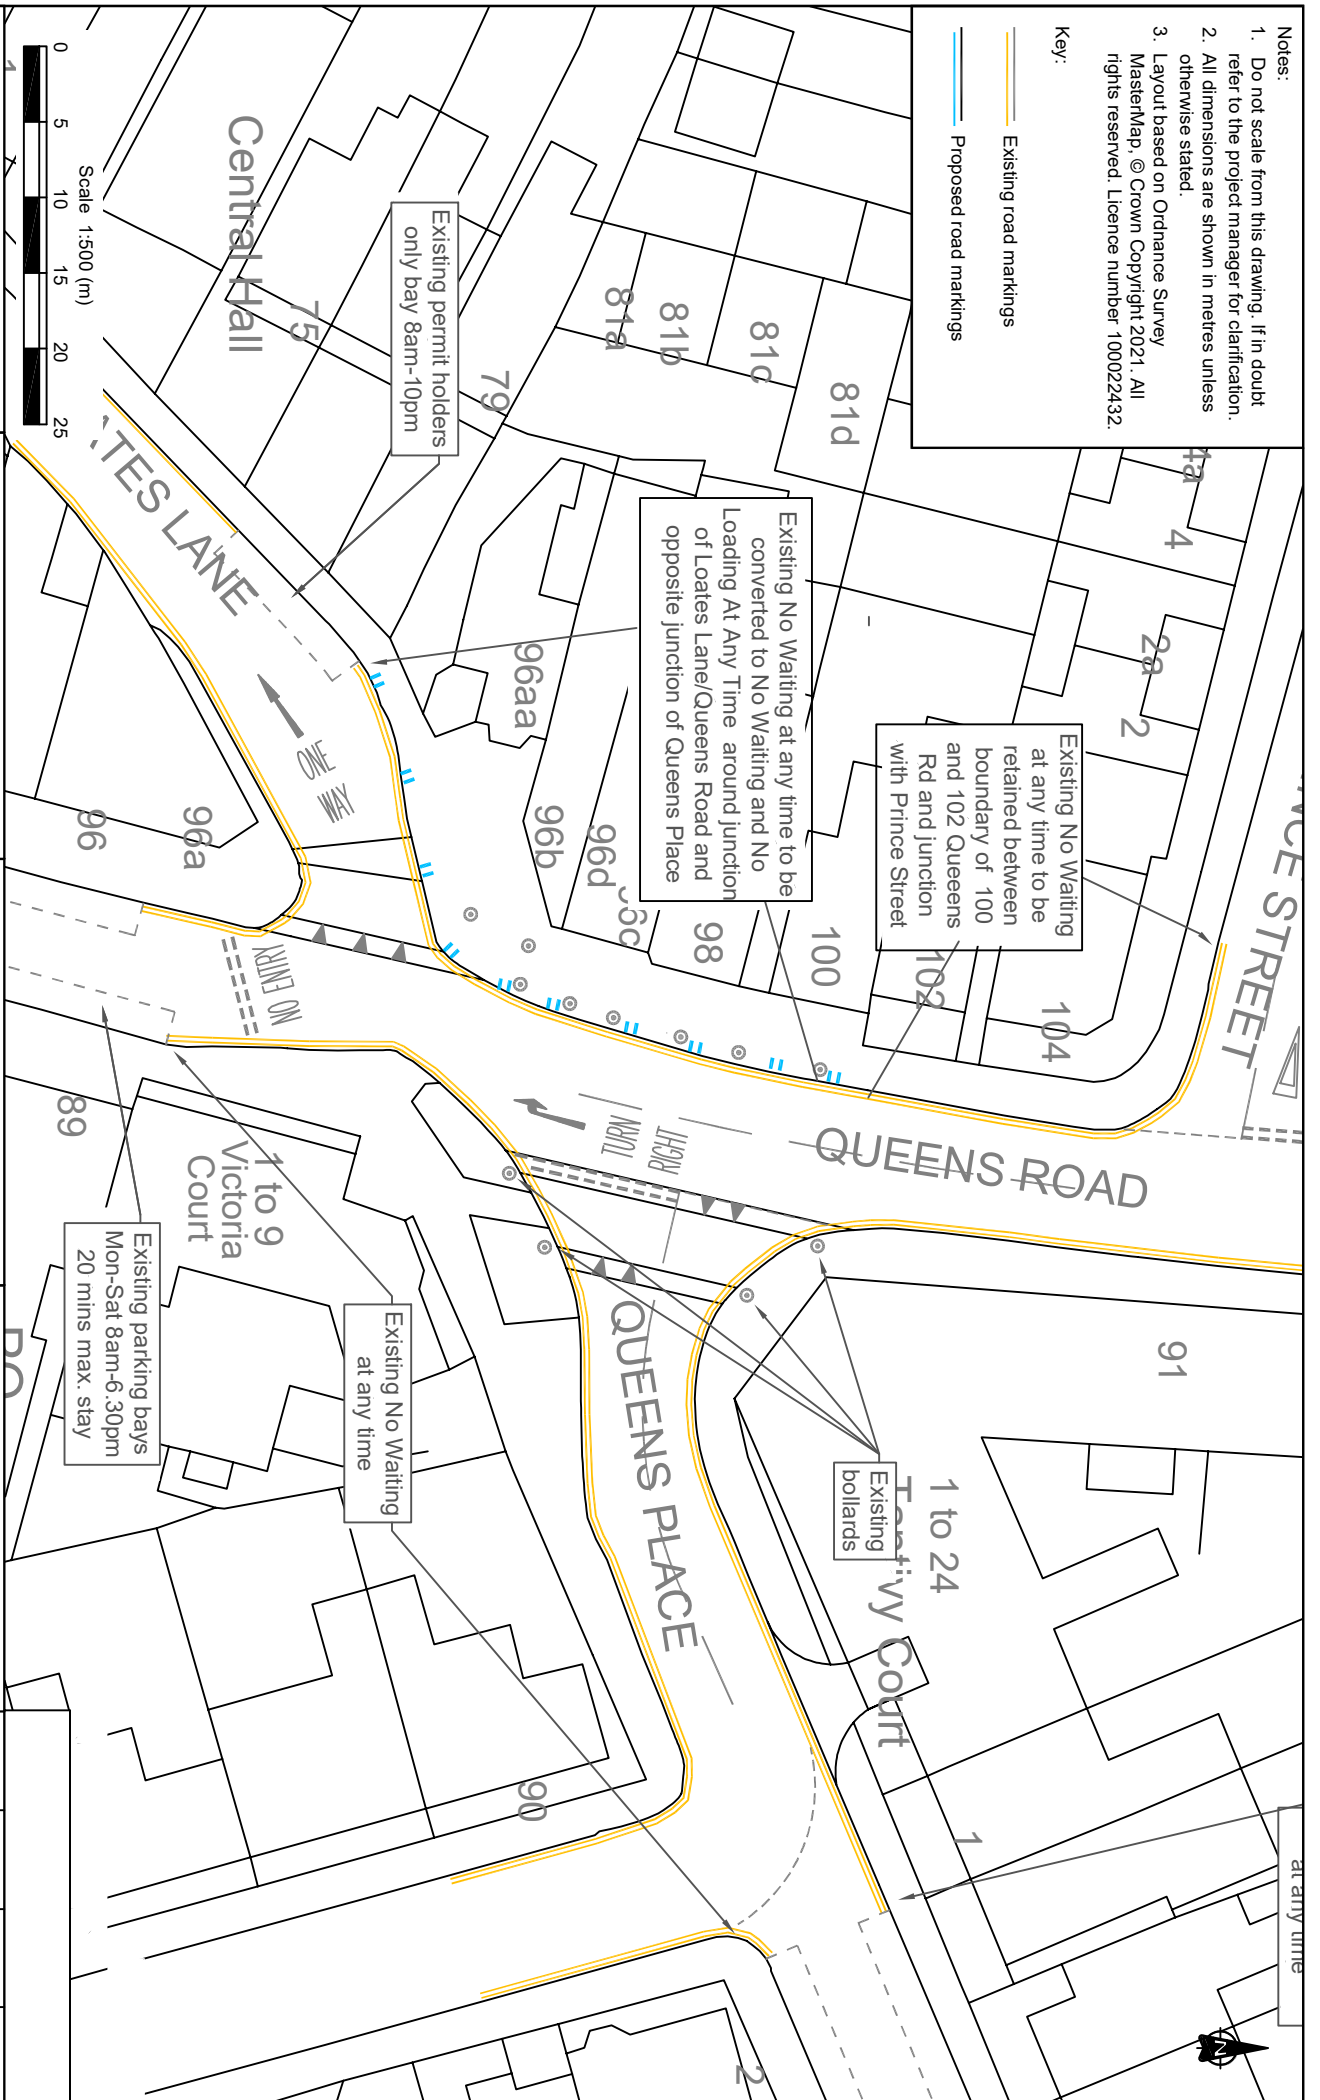 Notes:
1. Do not scale from this drawing. If in doubt
refer to the project manager for clarification.
2. All dimensions are shown in metres unless
otherwise stated.
3. Layout based on Ordnance Survey
MasterMap, © Crown Copyright 2021. All
rights reserved. Licence number 100022432.
Key:
Existing road markings
Proposed road markings
4a
4
2a
2
NCE STREET
81d
81c
81b
81a
79
75
Central Hall
Existing permit holders
only bay 8am-10pm
Existing No Waiting at any time to be
converted to No Waiting and No
Loading At Any Time around junction
of Loates Lane/Queens Road and
opposite junction of Queens Place
Existing No Waiting
at any time to be
retained between
boundary of 100
and 102 Queeens
Rd and junction
with Prince Street
104
102
100
98
96c
96d
96b
96aa
96a
96
ATES LANE
ONE
WAY
NO ENTRY
TURN
RIGHT
QUEENS ROAD
QUEENS PLACE
91
1 to 24
Tantivy Court
Existing
bollards
1 to 9
Victoria
Court
89
Existing No Waiting
at any time
Existing parking bays
Mon-Sat 8am-6.30pm
20 mins max. stay
90
1
2
at any time
N
Scale 1:500 (m)
0 5 10 15 20 25
1